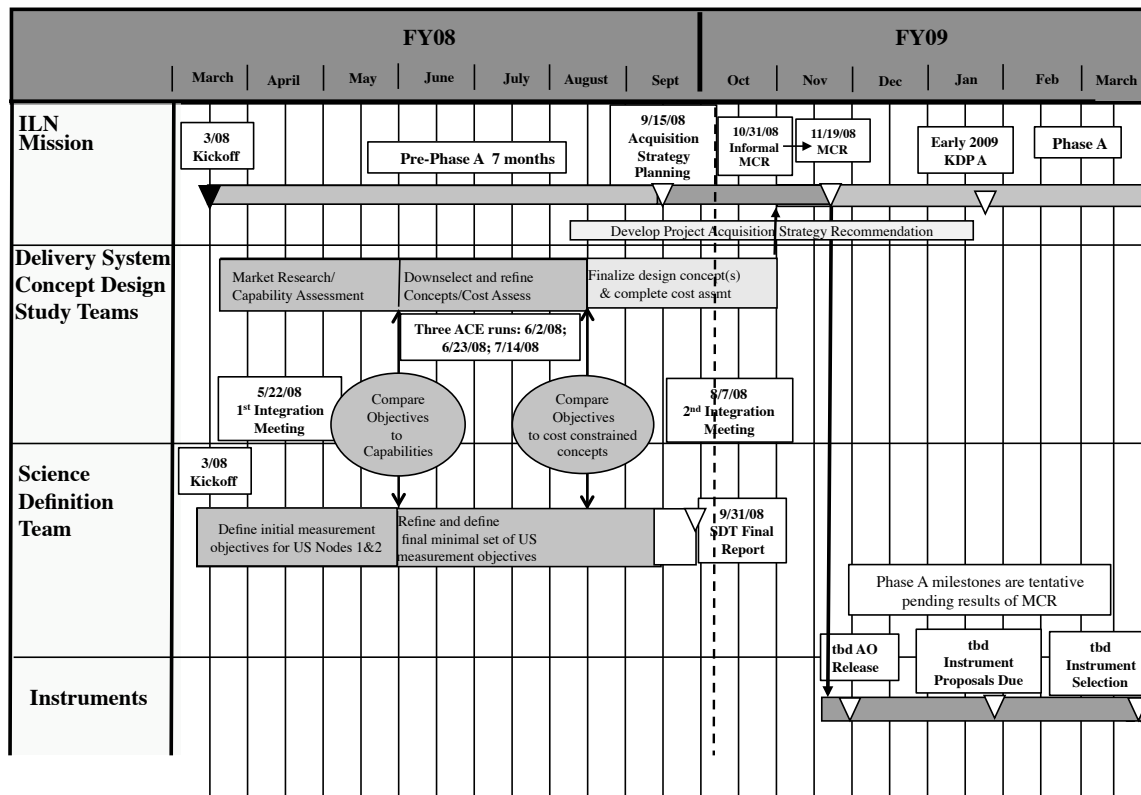 FY08
FY09
March
April
May
June
July
August
Sept
Oct
Nov
Dec
Jan
Feb
March
ILN
Mission
3/08
Kickoff
Pre-Phase A 7 months
9/15/08
Acquisition
Strategy
Planning
10/31/08
Informal
MCR
11/19/08
MCR
Early 2009
KDP A
Phase A
Develop Project Acquisition Strategy Recommendation
Delivery System
Concept Design
Study Teams
Market Research/
Capability Assessment
Downselect and refine
Concepts/Cost Assess
Finalize design concept(s)
& complete cost assmt
Three ACE runs: 6/2/08;
6/23/08; 7/14/08
5/22/08
1st Integration
Meeting
Compare
Objectives
to
Capabilities
Compare
Objectives
to cost constrained
concepts
8/7/08
2nd Integration
Meeting
Science
Definition
Team
3/08
Kickoff
Define initial measurement
objectives for US Nodes 1&2
Refine and define
final minimal set of US
measurement objectives
9/31/08
SDT Final
Report
Phase A milestones are tentative
pending results of MCR
Instruments
tbd AO
Release
tbd
Instrument
Proposals Due
tbd
Instrument
Selection